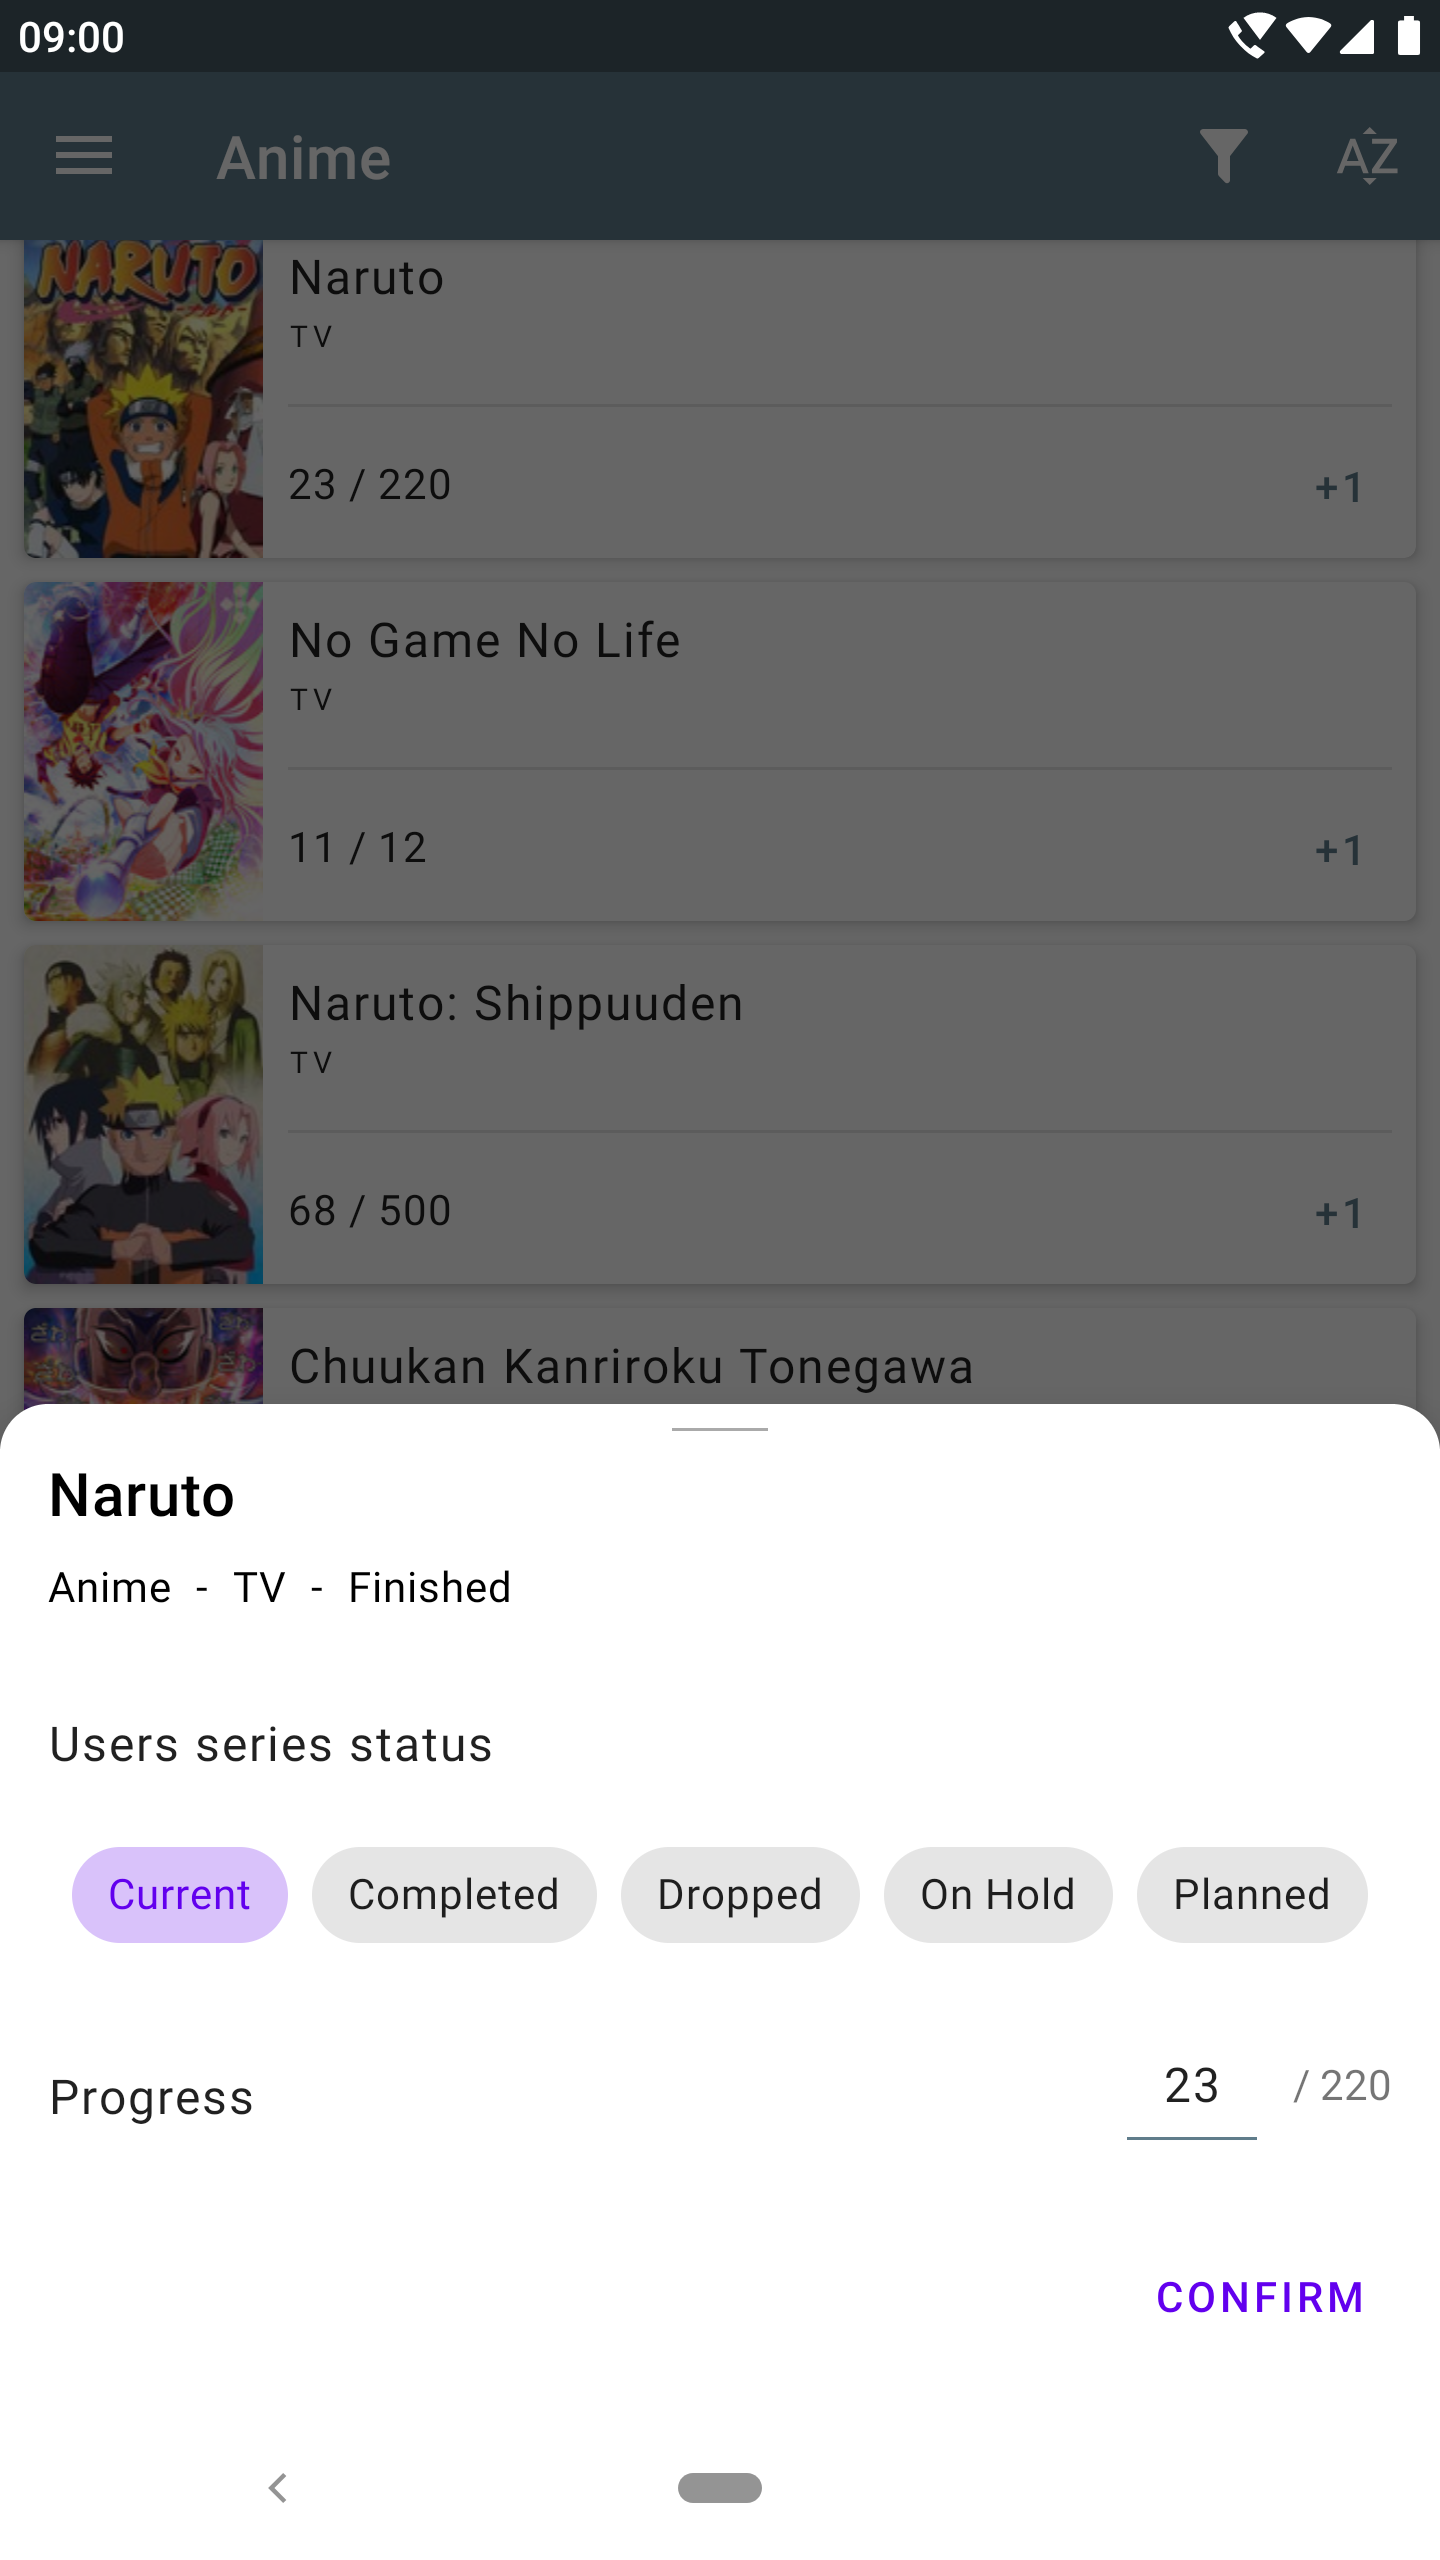 09:00
Anime
AZ
NARUTO
Naruto
TV
23 / 220
+1
No Game No Life
TV
11 / 12
+1
Naruto: Shippuuden
TV
68 / 500
+1
Chuukan Kanriroku Tonegawa
Naruto
Anime - TV - Finished
Users series status
Current Completed Dropped On Hold Planned
Progress
23 / 220
CONFIRM